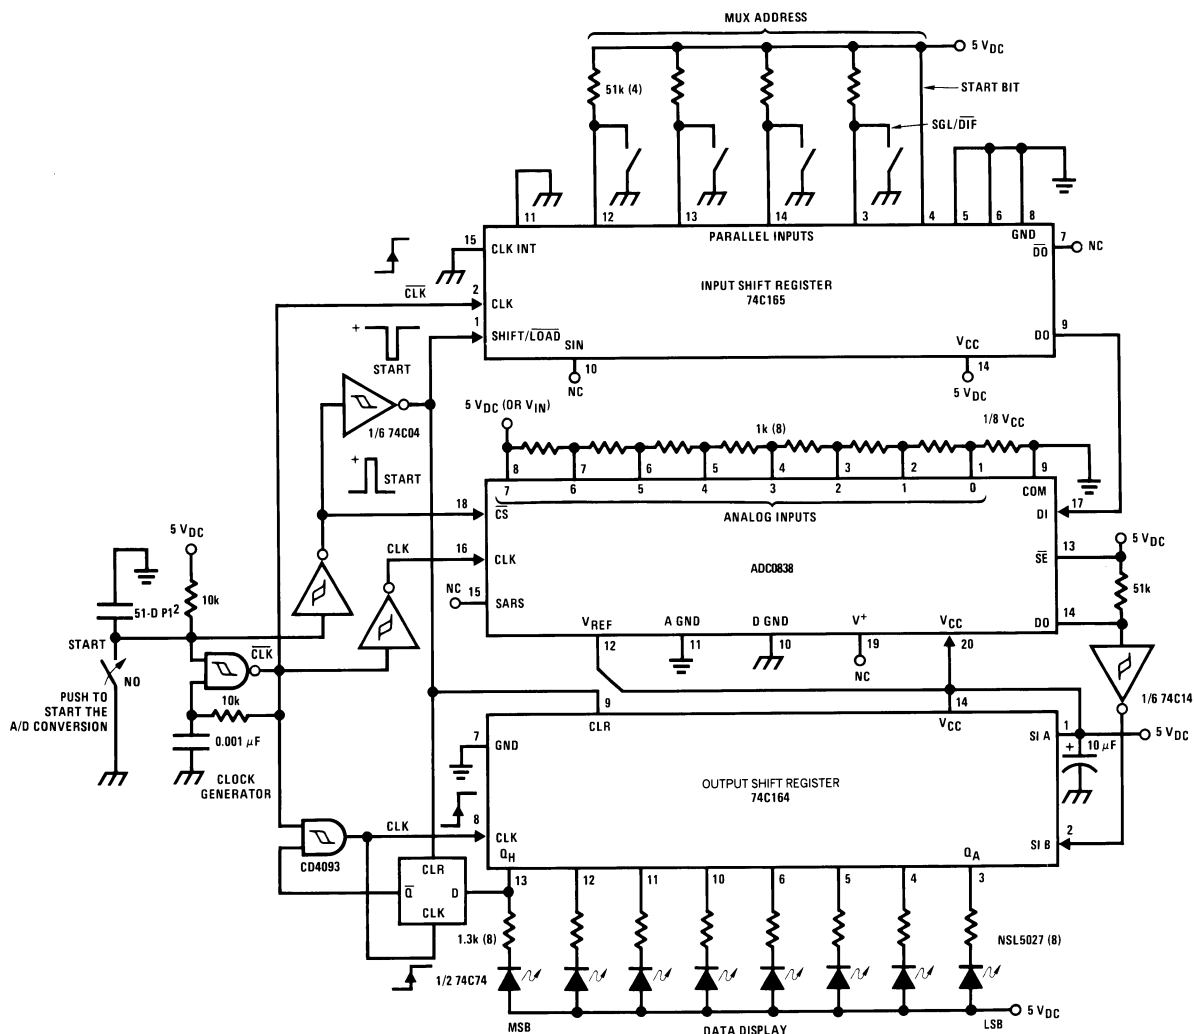 MUX ADDRESS
5 VDC
51k (4)
START BIT
SGL/DIF
11
12
13
14
3
4
5
6
8
PARALLEL INPUTS
GND
7
DO
NC
15
CLK INT
INPUT SHIFT REGISTER
74C165
CLK
2
CLK
1
SHIFT/LOAD
+
START
SIN
10
NC
VCC
14
5 VDC
9
DO
1/6 74C04
5 VDC (OR VIN)
1k (8)
1/8 VCC
+
START
8
7
6
5
4
3
2
1
9
7
6
5
4
3
2
1
0
COM
ANALOG INPUTS
18
CS
17
DI
5 VDC
CLK
16
CLK
ADC0838
13
SE
5 VDC
51k
NC
15
SARS
14
DO
10k
51-D P12
VREF
A GND
D GND
V+
VCC
12
11
10
19
20
NC
START
NO
CLK
PUSH TO
START THE
A/D CONVERSION
10k
0.001 μF
CLOCK
GENERATOR
1/6 74C14
9
CLR
14
VCC
7
GND
1
SI A
5 VDC
+
10 μF
OUTPUT SHIFT REGISTER
74C164
CLK
8
CLK
2
SI B
CD4093
QH
QA
CLR
Q
D
CLK
13
12
11
10
6
5
4
3
1.3k (8)
NSL5027 (8)
1/2 74C74
5 VDC
MSB
DATA DISPLAY
LSB